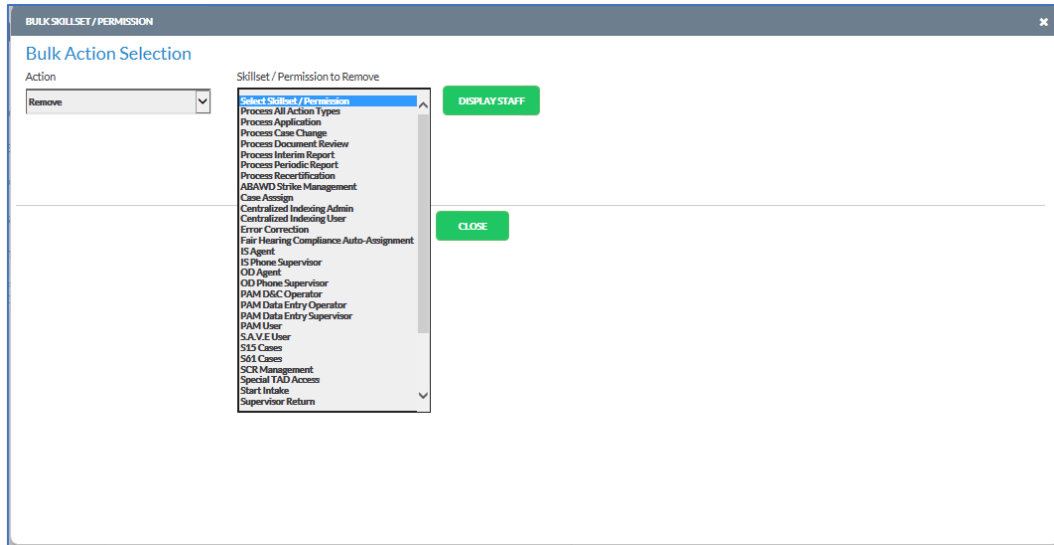 BULK SKILLSET / PERMISSION
Bulk Action Selection
Action
Skillset / Permission to Remove
Remove
DISPLAY STAFF
Select Skillset / Permission
Process All Action Types
Process Application
Process Case Change
Process Document Review
Process Interim Report
Process Periodic Report
Process Recertification
ABAWD Strike Management
Case Asssign
Centralized Indexing Admin
Centralized Indexing User
Error Correction
Fair Hearing Compliance Auto-Assignment
IS Agent
IS Phone Supervisor
OD Agent
OD Phone Supervisor
PAM D&C Operator
PAM Data Entry Operator
PAM Data Entry Supervisor
PAM User
S.A.V.E User
S15 Cases
S61 Cases
SCR Management
Special TAD Access
Start Intake
Supervisor Return
CLOSE